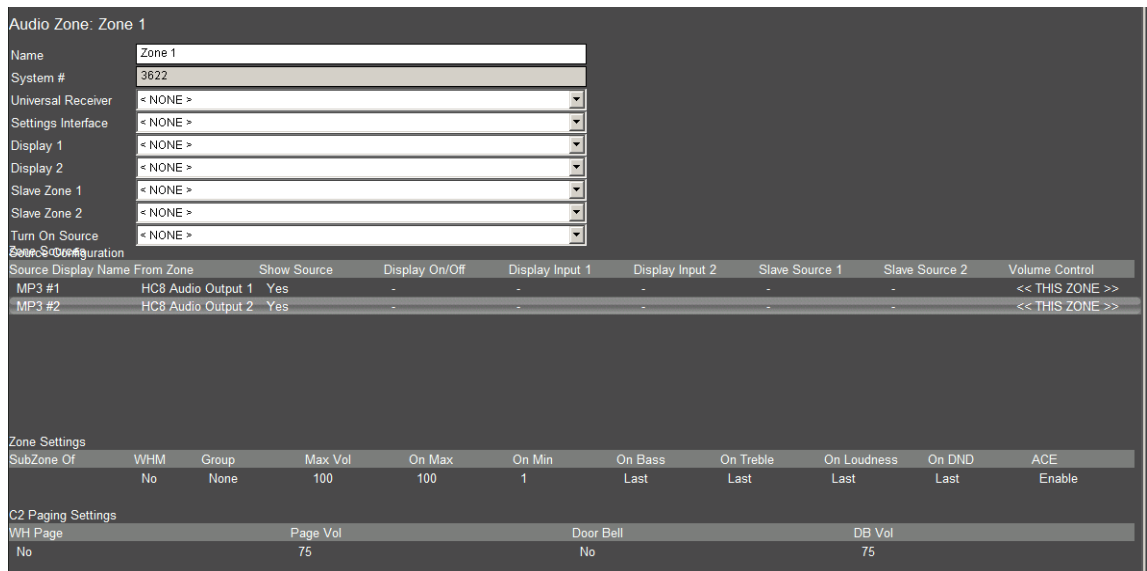 Audio Zone: Zone 1
Name Zone 1
System # 3622
Universal Receiver < NONE >
Settings Interface < NONE >
Display 1 < NONE >
Display 2 < NONE >
Slave Zone 1 < NONE >
Slave Zone 2 < NONE >
Turn On Source < NONE >
Zone Sources
Source Configuration
Source Display Name From Zone Show Source Display On/Off Display Input 1 Display Input 2 Slave Source 1 Slave Source 2 Volume Control
MP3 #1 HC8 Audio Output 1 Yes - - - - - << THIS ZONE >>
MP3 #2 HC8 Audio Output 2 Yes - - - - - << THIS ZONE >>
Zone Settings
SubZone Of WHM Group Max Vol On Max On Min On Bass On Treble On Loudness On DND ACE
No None 100 100 1 Last Last Last Last Enable
C2 Paging Settings
WH Page Page Vol Door Bell DB Vol
No 75 No 75